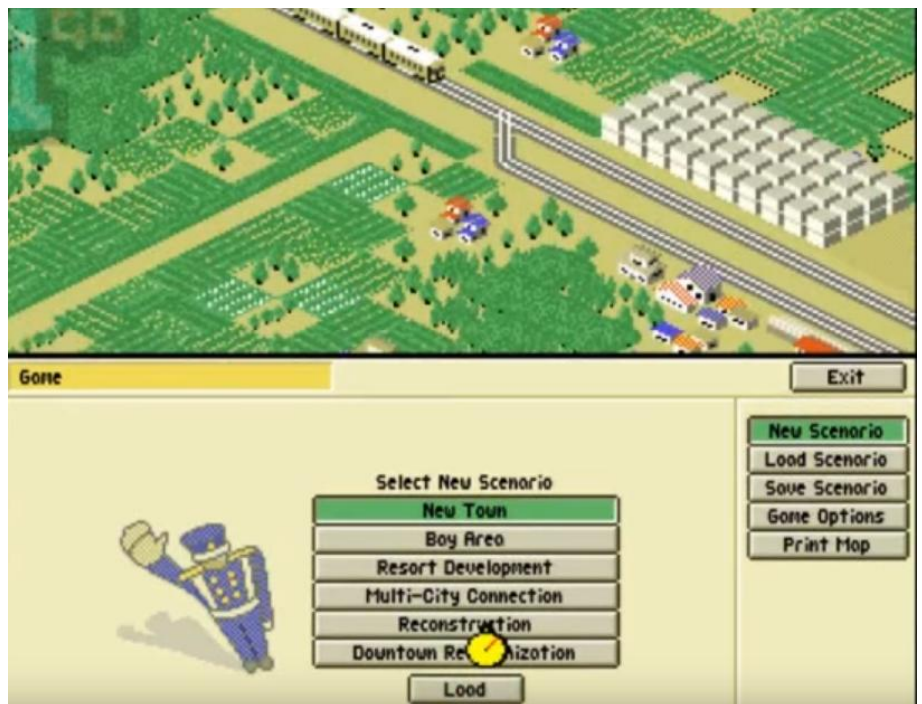 Game
Exit
New Scenario
Load Scenario
Save Scenario
Game Options
Print Map
Select New Scenario
New Town
Bay Area
Resort Development
Multi-City Connection
Reconstruction
Downtown
Load